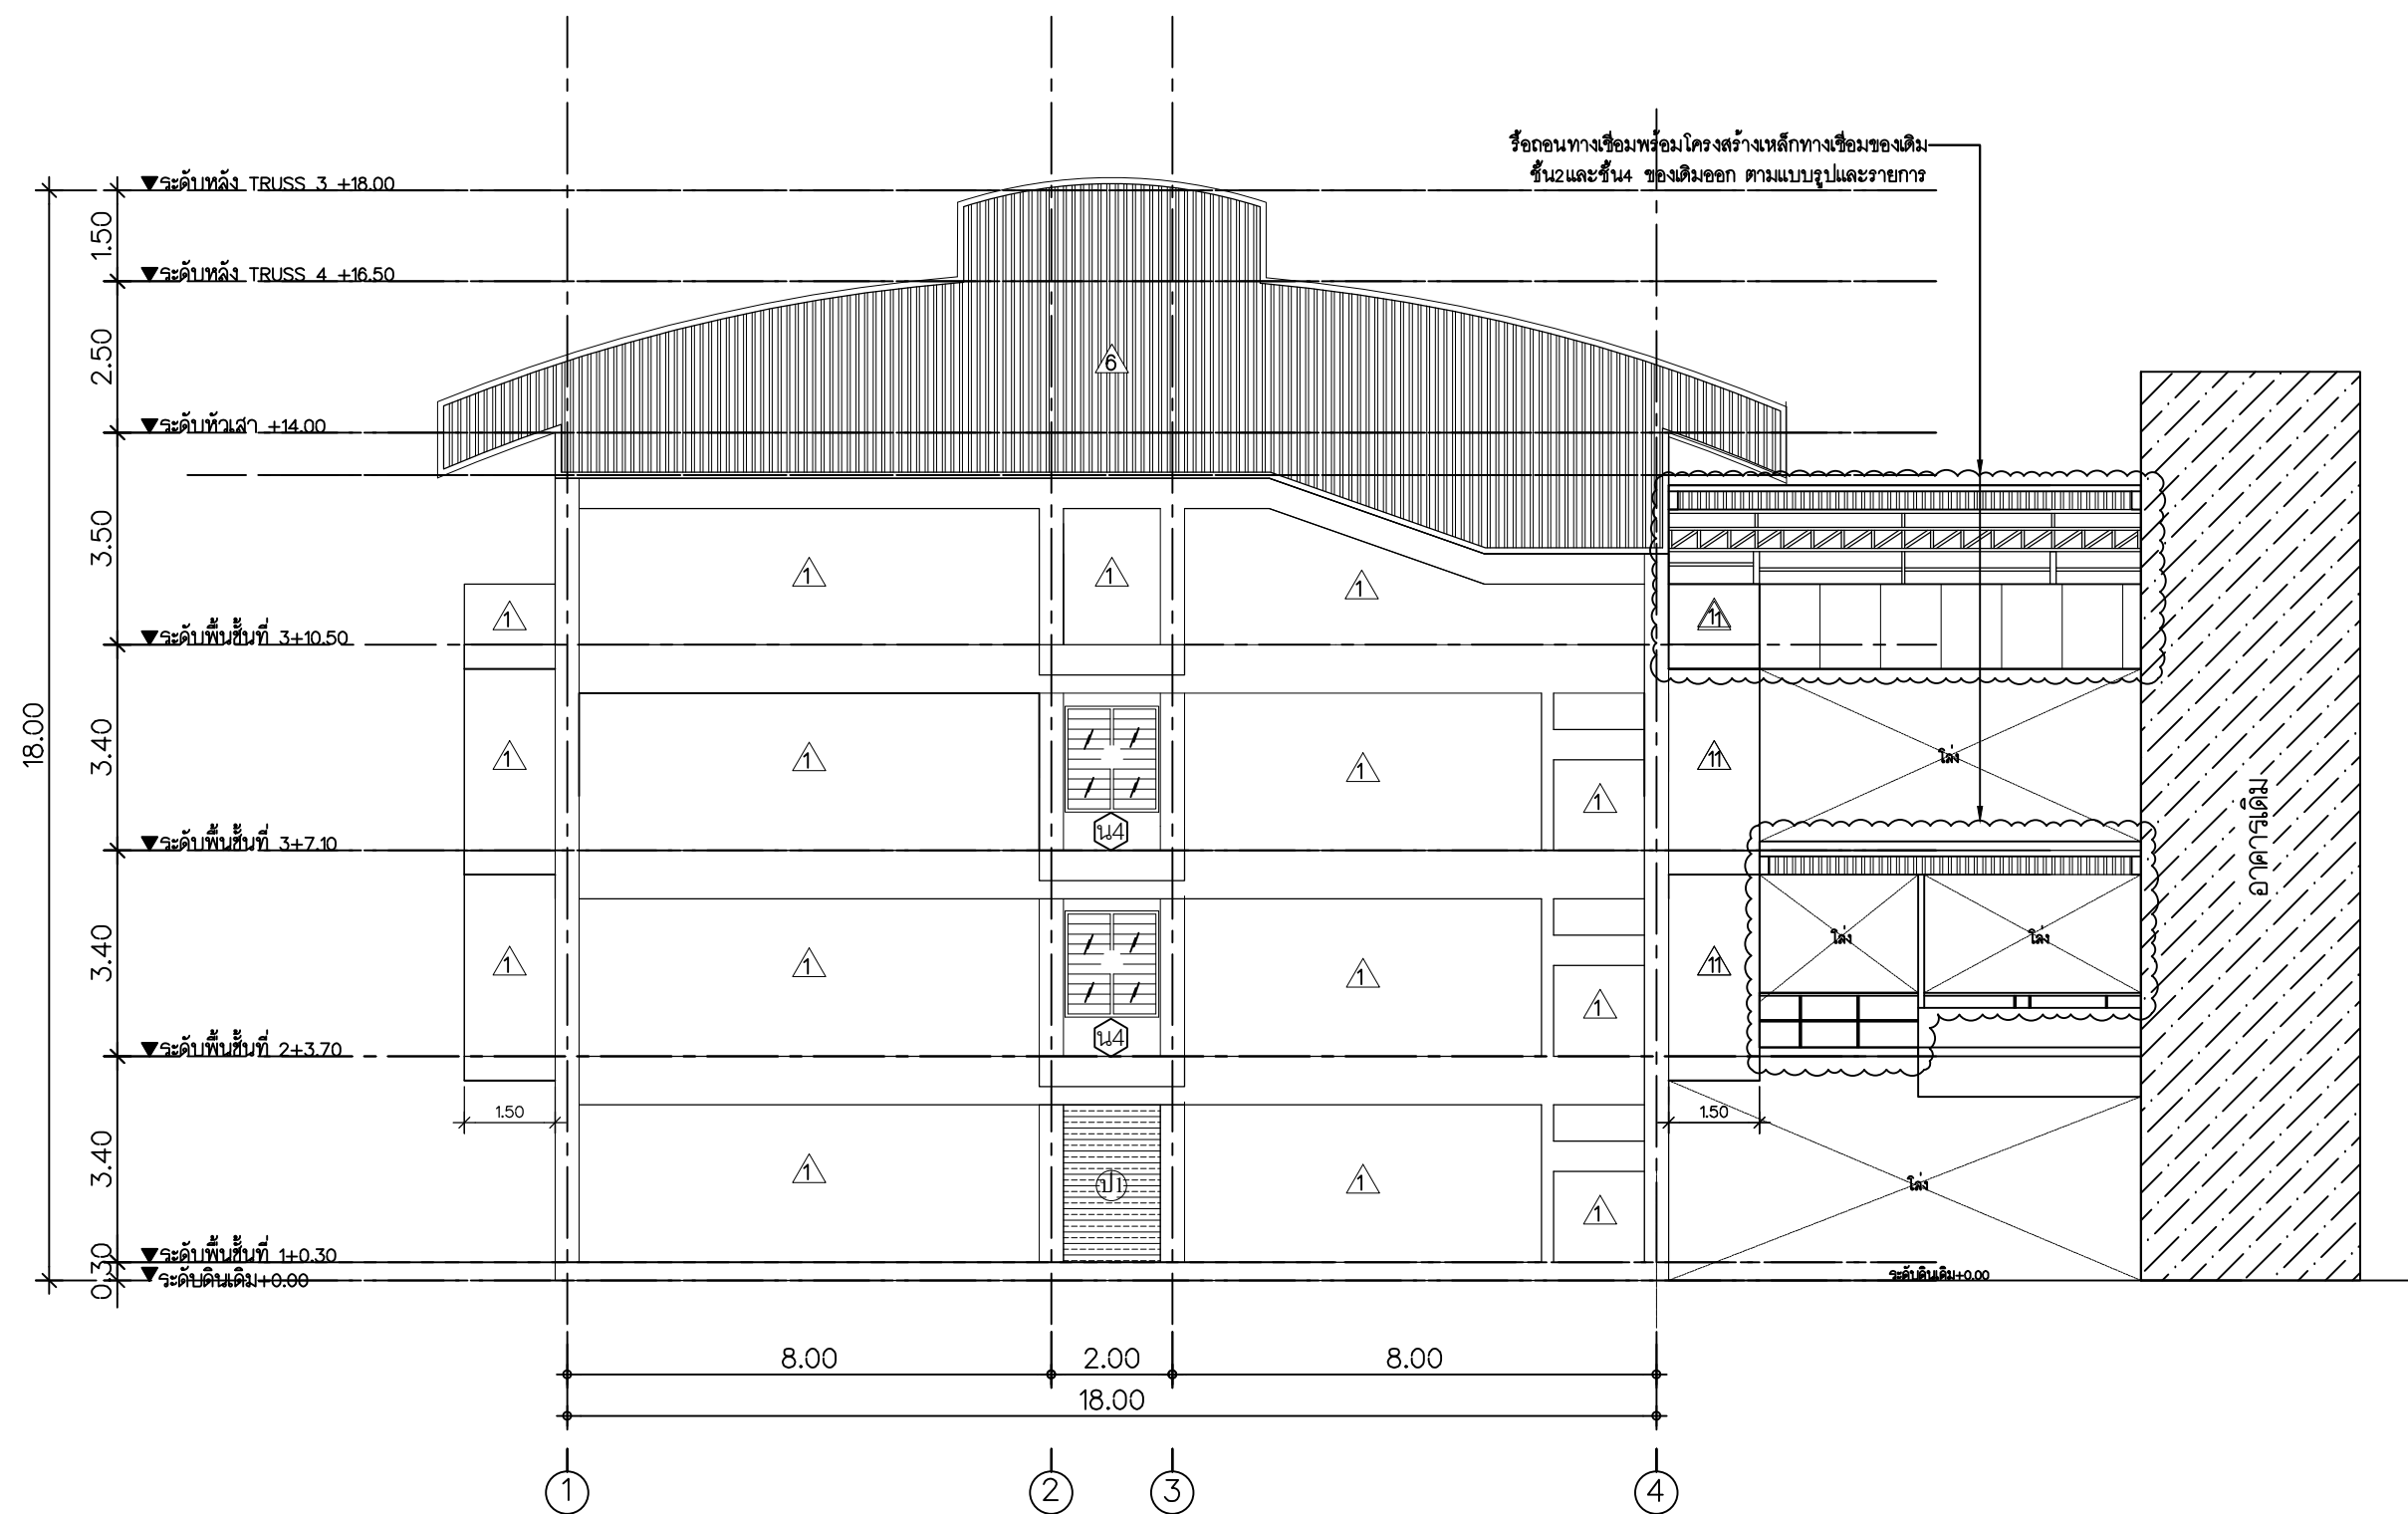 รื้อถอนทางเชื่อมพร้อมโครงสร้างเหล็กทางเชื่อมของเดิม
ชั้น2และชั้น4 ของเดิมออก ตามแบบรูปและรายการ
ระดับหลัง TRUSS 3 +18.00
1.50
ระดับหลัง TRUSS 4 +16.50
2.50
6
ระดับหัวเสา +14.00
3.50
1
1
1
1
11
ระดับพื้นชั้นที่ 3+10.50
18.00
3.40
1
1
น4
1
1
11
โล่ง
อาคารเดิม
ระดับพื้นชั้นที่ 3+7.10
3.40
1
1
น4
1
1
11
โล่ง
โล่ง
ระดับพื้นชั้นที่ 2+3.70
1.50
1.50
3.40
1
ป1
1
1
โล่ง
ระดับพื้นชั้นที่ 1+0.30
0.30
ระดับดินเดิม+0.00
ระดับดินเดิม+0.00
8.00
2.00
8.00
18.00
1
2
3
4